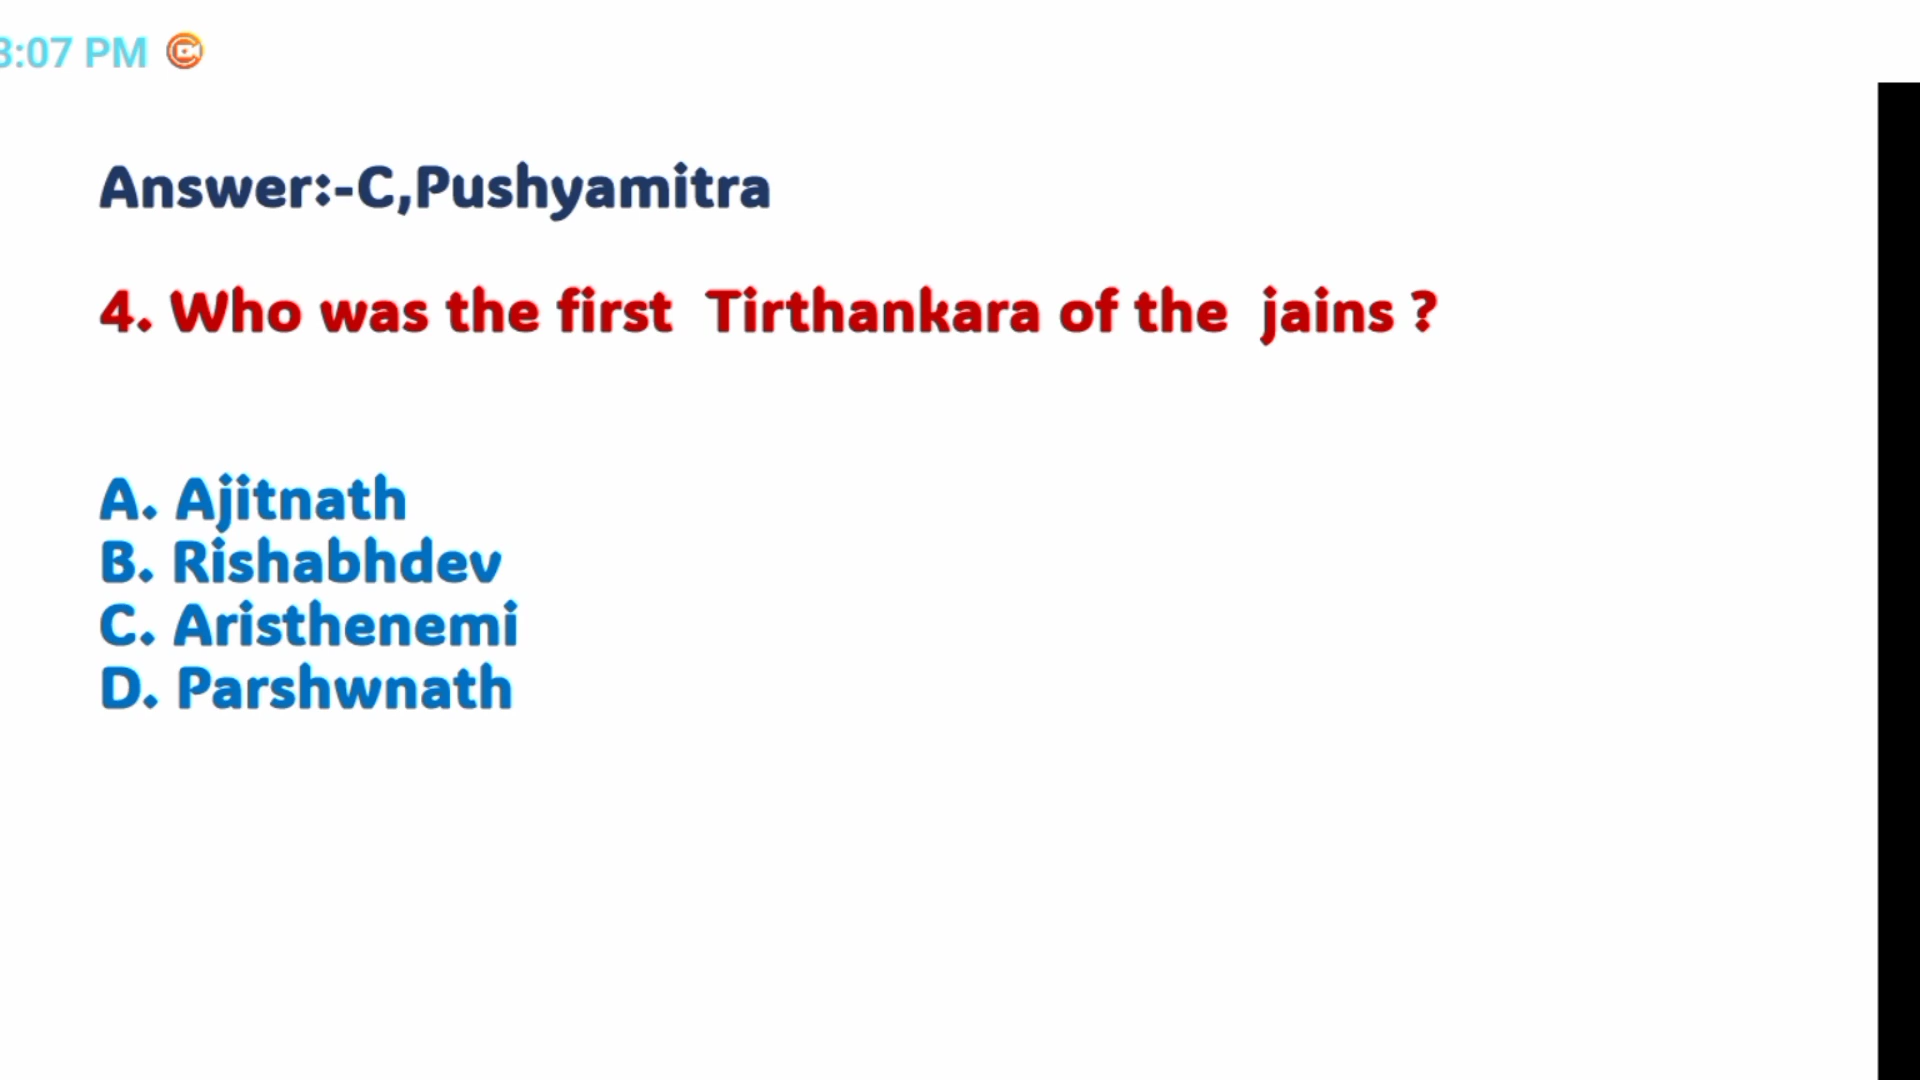 3:07 PM
Answer:-C,Pushyamitra
4. Who was the first Tirthankara of the jains ?
A. Ajitnath
B. Rishabhdev
C. Aristhenemi
D. Parshwnath